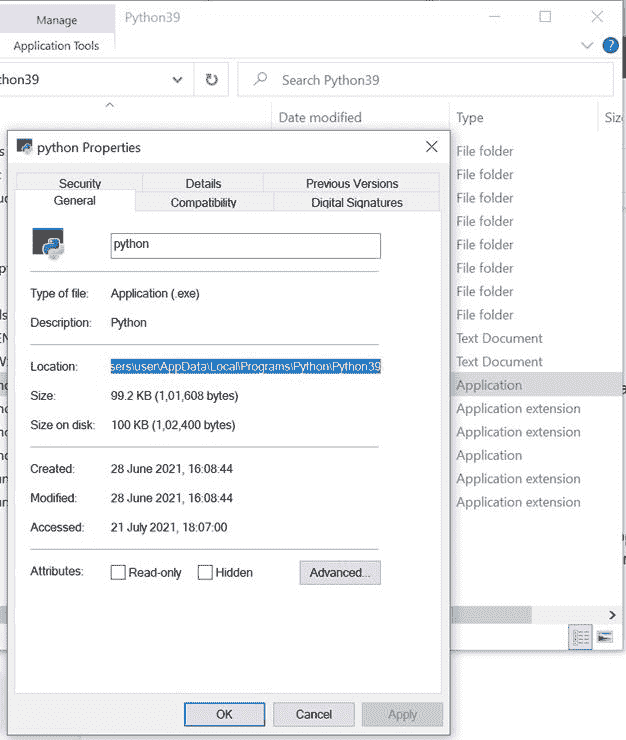 Manage
Python39
Application Tools
thon39
Search Python39
Date modified
Type
python Properties
File folder
Security
Details
Previous Versions
File folder
General
Compatibility
Digital Signatures
File folder
File folder
python
File folder
File folder
Type of file: Application (.exe)
File folder
File folder
Description: Python
Text Document
Location: sers\user\AppData\Local\Programs\Python\Python39
Text Document
Application
Size: 99.2 KB (1,01,608 bytes)
Application extension
Size on disk: 100 KB (1,02,400 bytes)
Application extension
Application
Created: 28 June 2021, 16:08:44
Application extension
Modified: 28 June 2021, 16:08:44
Application extension
Accessed: 21 July 2021, 18:07:00
Attributes: Read-only Hidden Advanced...
OK Cancel Apply